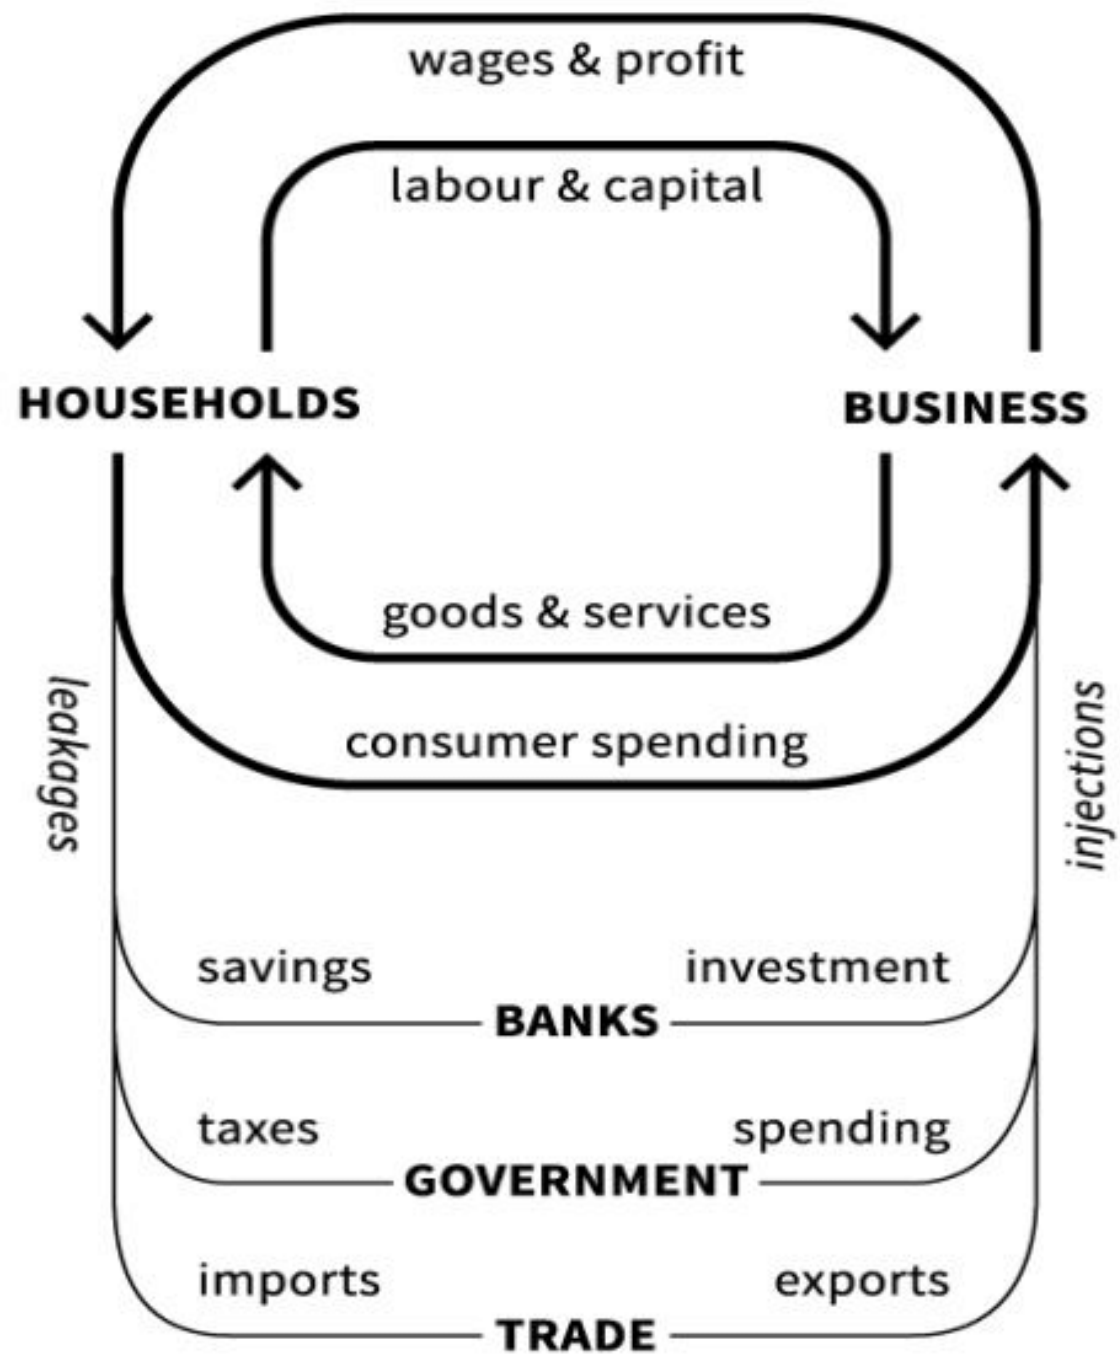 wages & profit
labour & capital
HOUSEHOLDS
BUSINESS
goods & services
consumer spending
leakages
injections
savings
investment
BANKS
taxes
spending
GOVERNMENT
imports
exports
TRADE